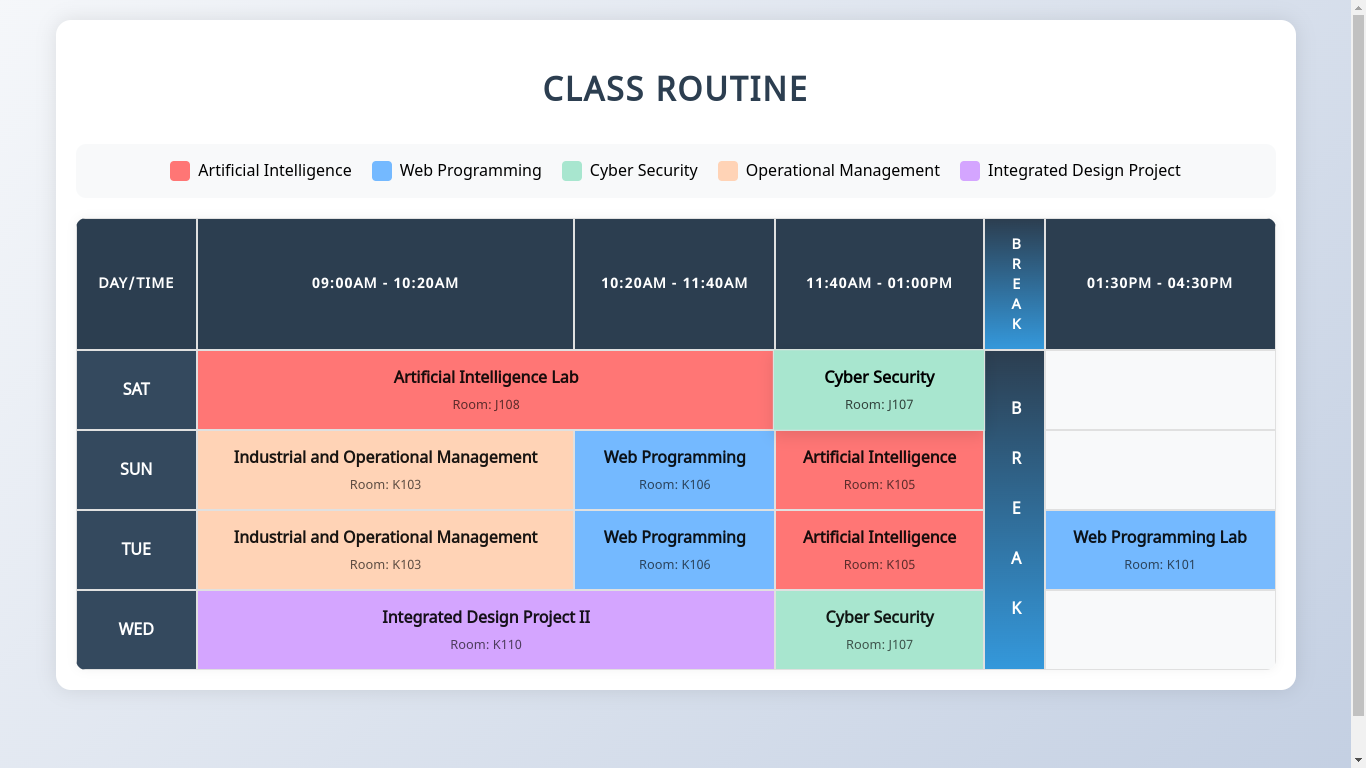 CLASS ROUTINE
Artificial Intelligence Web Programming Cyber Security Operational Management Integrated Design Project
DAY/TIME 09:00AM - 10:20AM 10:20AM - 11:40AM 11:40AM - 01:00PM BREAK 01:30PM - 04:30PM
SAT
Artificial Intelligence Lab
Room: J108
Cyber Security
Room: J107
BREAK
SUN
Industrial and Operational Management
Room: K103
Web Programming
Room: K106
Artificial Intelligence
Room: K105
TUE
Industrial and Operational Management
Room: K103
Web Programming
Room: K106
Artificial Intelligence
Room: K105
Web Programming Lab
Room: K101
WED
Integrated Design Project II
Room: K110
Cyber Security
Room: J107